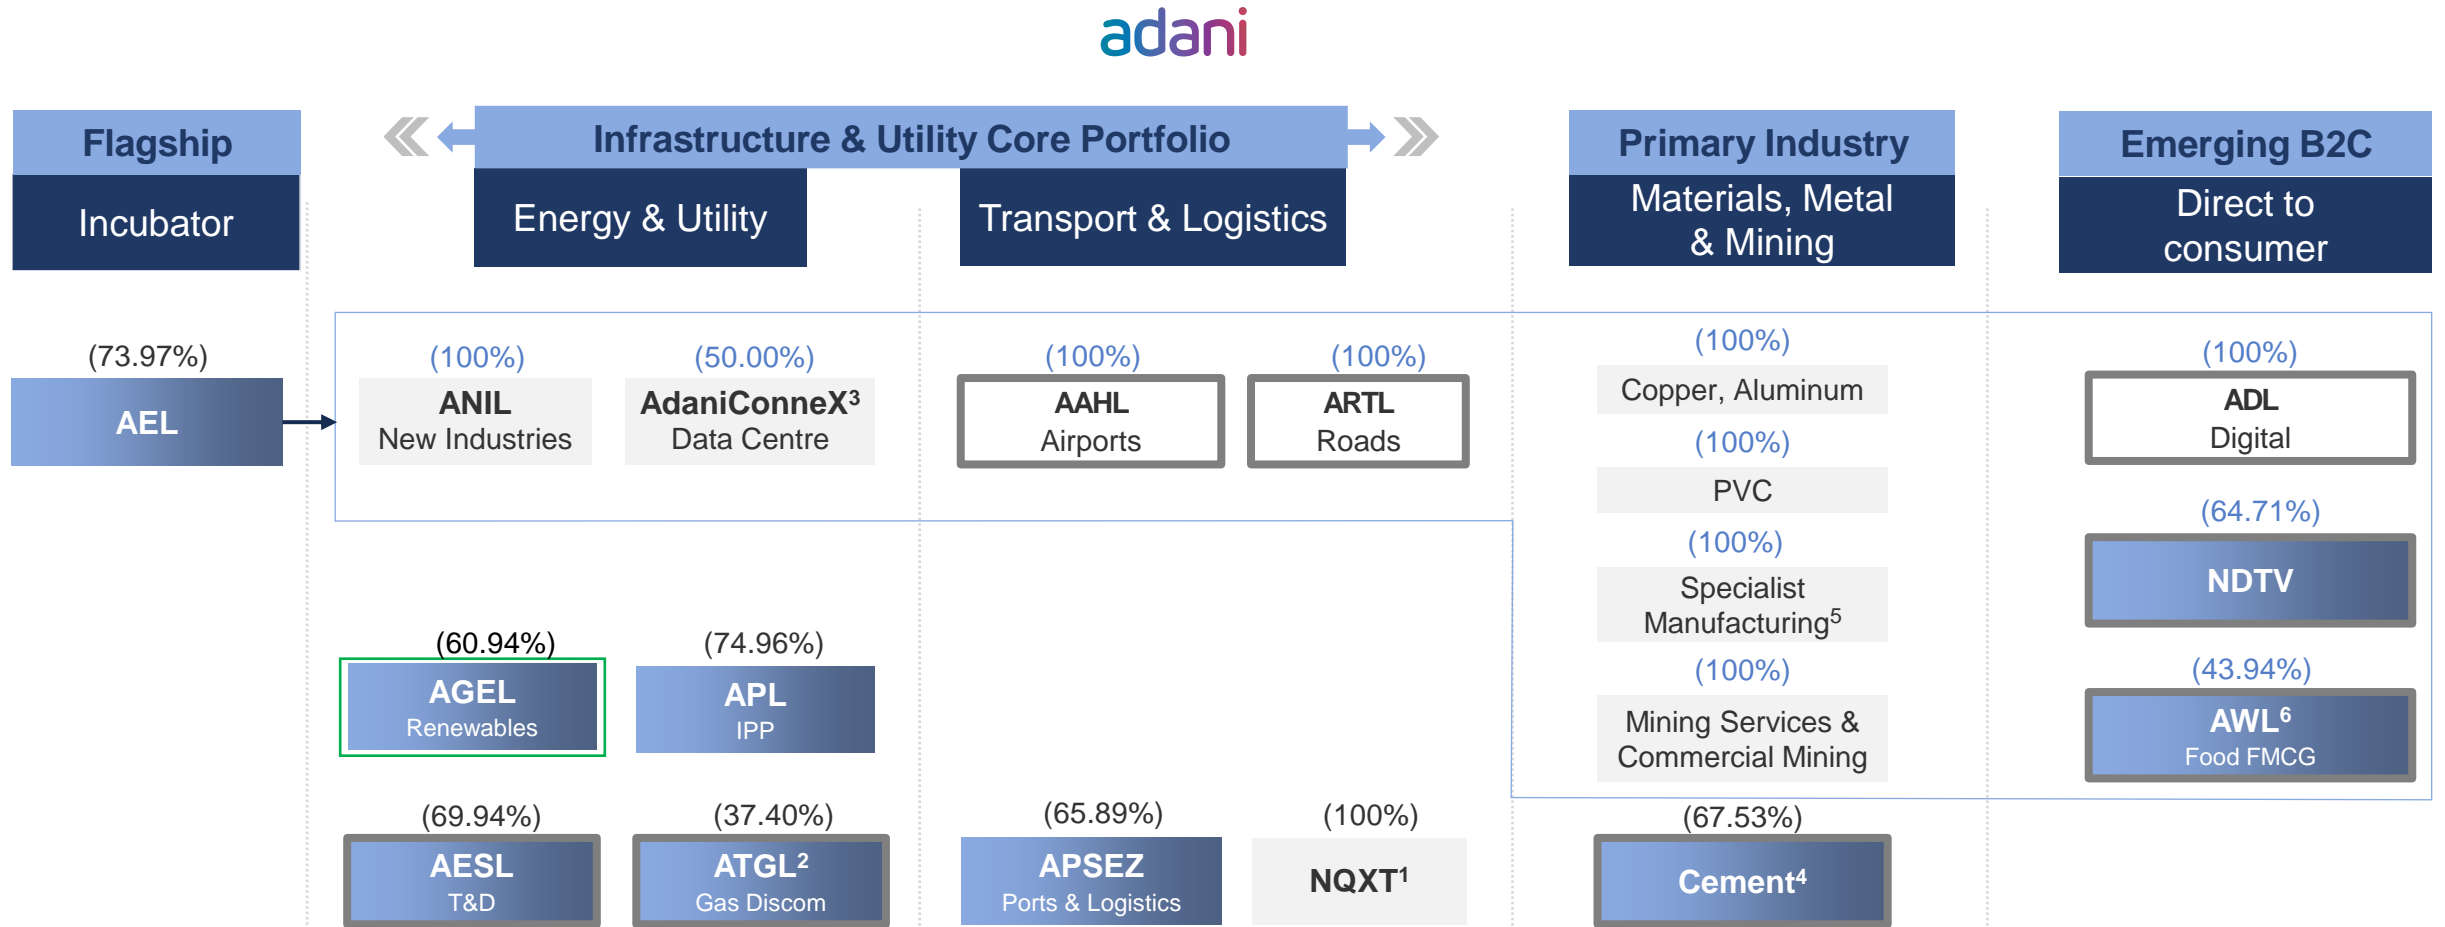 adani
Flagship
Incubator
Infrastructure & Utility Core Portfolio
Energy & Utility
Transport & Logistics
Primary Industry
Materials, Metal
& Mining
Emerging B2C
Direct to
consumer
(73.97%)
AEL
(100%)
ANIL
New Industries
(50.00%)
AdaniConneX³
Data Centre
(100%)
AAHL
Airports
(100%)
ARTL
Roads
(100%)
Copper, Aluminum
(100%)
PVC
(100%)
Specialist
Manufacturing⁵
(100%)
Mining Services &
Commercial Mining
(100%)
ADL
Digital
(64.71%)
NDTV
(43.94%)
AWL⁶
Food FMCG
(60.94%)
AGEL
Renewables
(74.96%)
APL
IPP
(69.94%)
AESL
T&D
(37.40%)
ATGL²
Gas Discom
(65.89%)
APSEZ
Ports & Logistics
(100%)
NQXT¹
(67.53%)
Cement⁴